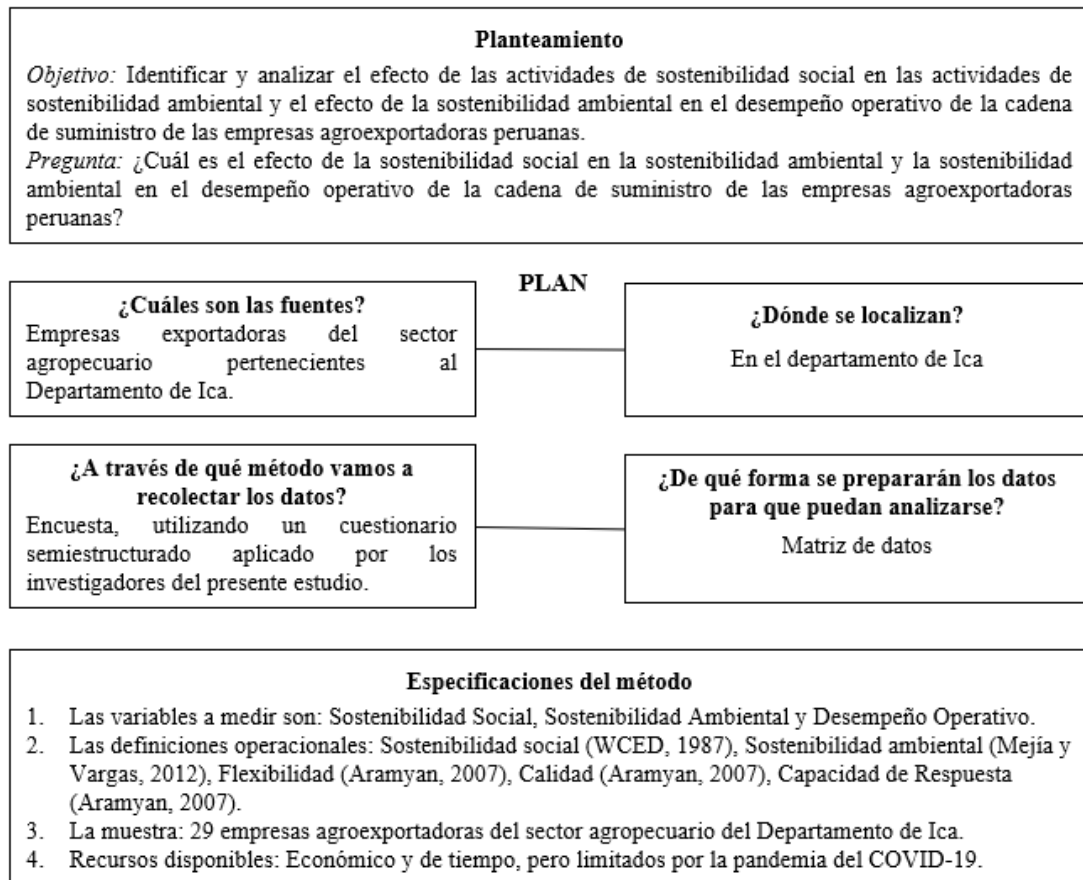 Planteamiento
Objetivo: Identificar y analizar el efecto de las actividades de sostenibilidad social en las actividades de
sostenibilidad ambiental y el efecto de la sostenibilidad ambiental en el desempeño operativo de la cadena
de suministro de las empresas agroexportadoras peruanas.
Pregunta: ¿Cuál es el efecto de la sostenibilidad social en la sostenibilidad ambiental y la sostenibilidad
ambiental en el desempeño operativo de la cadena de suministro de las empresas agroexportadoras
peruanas?
PLAN
¿Cuáles son las fuentes?
Empresas exportadoras del sector
agropecuario pertenecientes al
Departamento de Ica.
¿Dónde se localizan?
En el departamento de Ica
¿A través de qué método vamos a
recolectar los datos?
Encuesta, utilizando un cuestionario
semiestructurado aplicado por los
investigadores del presente estudio.
¿De qué forma se prepararán los datos
para que puedan analizarse?
Matriz de datos
Especificaciones del método
1. Las variables a medir son: Sostenibilidad Social, Sostenibilidad Ambiental y Desempeño Operativo.
2. Las definiciones operacionales: Sostenibilidad social (WCED, 1987), Sostenibilidad ambiental (Mejía y
Vargas, 2012), Flexibilidad (Aramyan, 2007), Calidad (Aramyan, 2007), Capacidad de Respuesta
(Aramyan, 2007).
3. La muestra: 29 empresas agroexportadoras del sector agropecuario del Departamento de Ica.
4. Recursos disponibles: Económico y de tiempo, pero limitados por la pandemia del COVID-19.